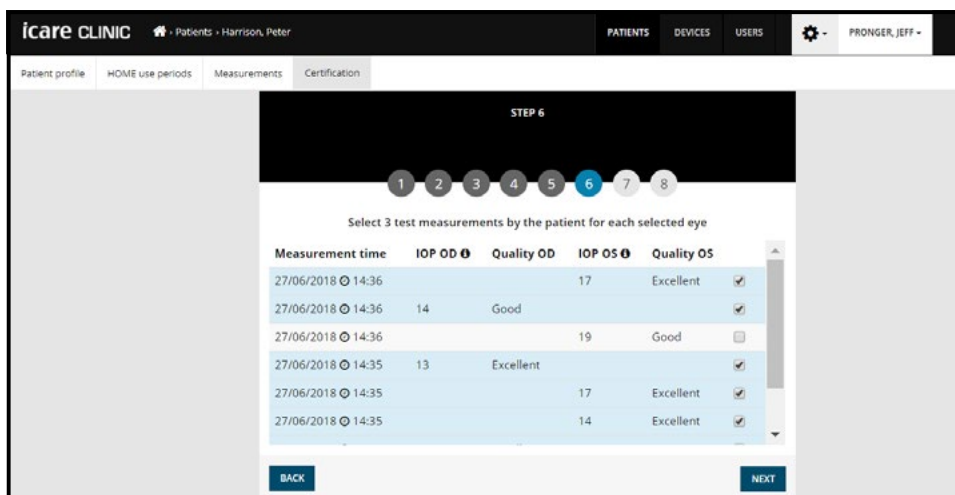 icare CLINIC › Patients › Harrison, Peter PATIENTS DEVICES USERS PRONGER, JEFF
Patient profile HOME use periods Measurements Certification
STEP 6
1 2 3 4 5 6 7 8
Select 3 test measurements by the patient for each selected eye
Measurement time IOP OD Quality OD IOP OS Quality OS
27/06/2018 14:36 17 Excellent
27/06/2018 14:36 14 Good
27/06/2018 14:36 19 Good
27/06/2018 14:35 13 Excellent
27/06/2018 14:35 17 Excellent
27/06/2018 14:35 14 Excellent
BACK NEXT